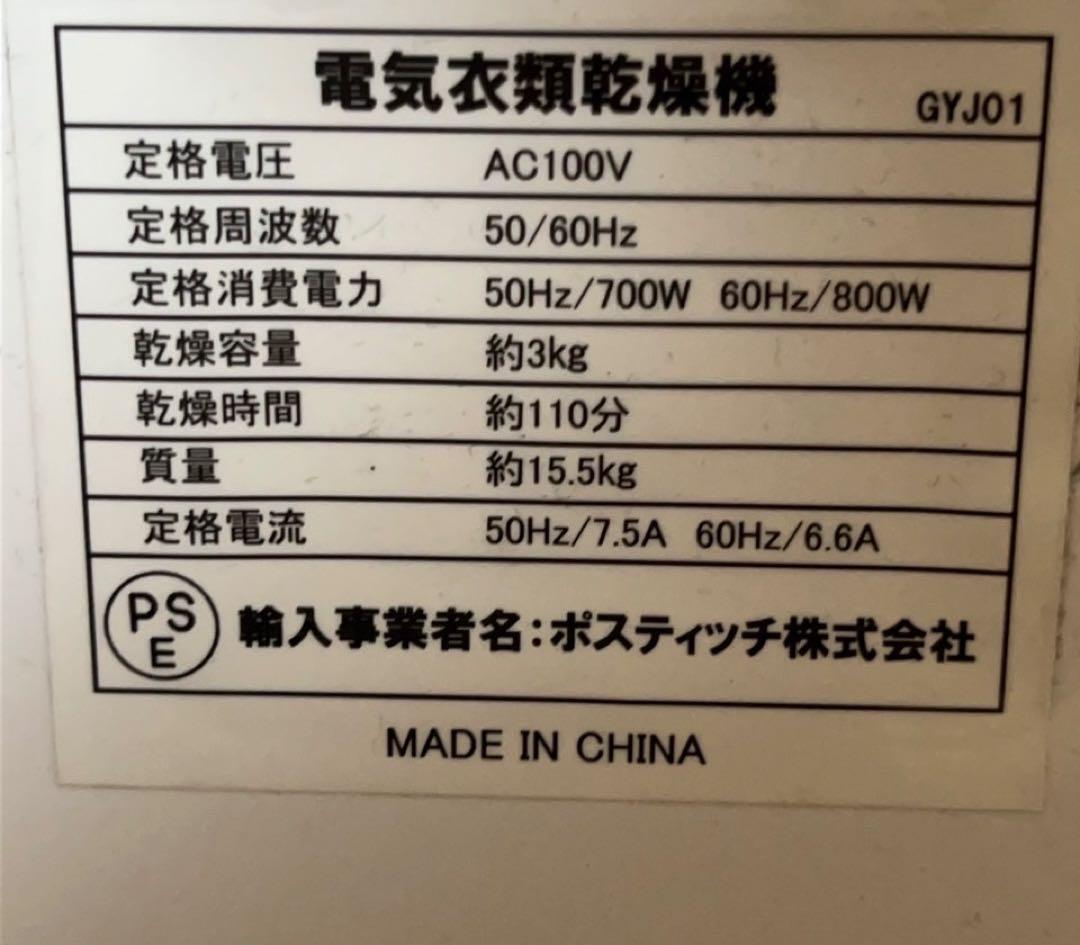 電気衣類乾燥機 GYJ01
定格電圧 AC100V
定格周波数 50/60Hz
定格消費電力 50Hz/700W 60Hz/800W
乾燥容量 約3kg
乾燥時間 約110分
質量 約15.5kg
定格電流 50Hz/7.5A 60Hz/6.6A
PSE 輸入事業者名:ポスティッチ株式会社
MADE IN CHINA